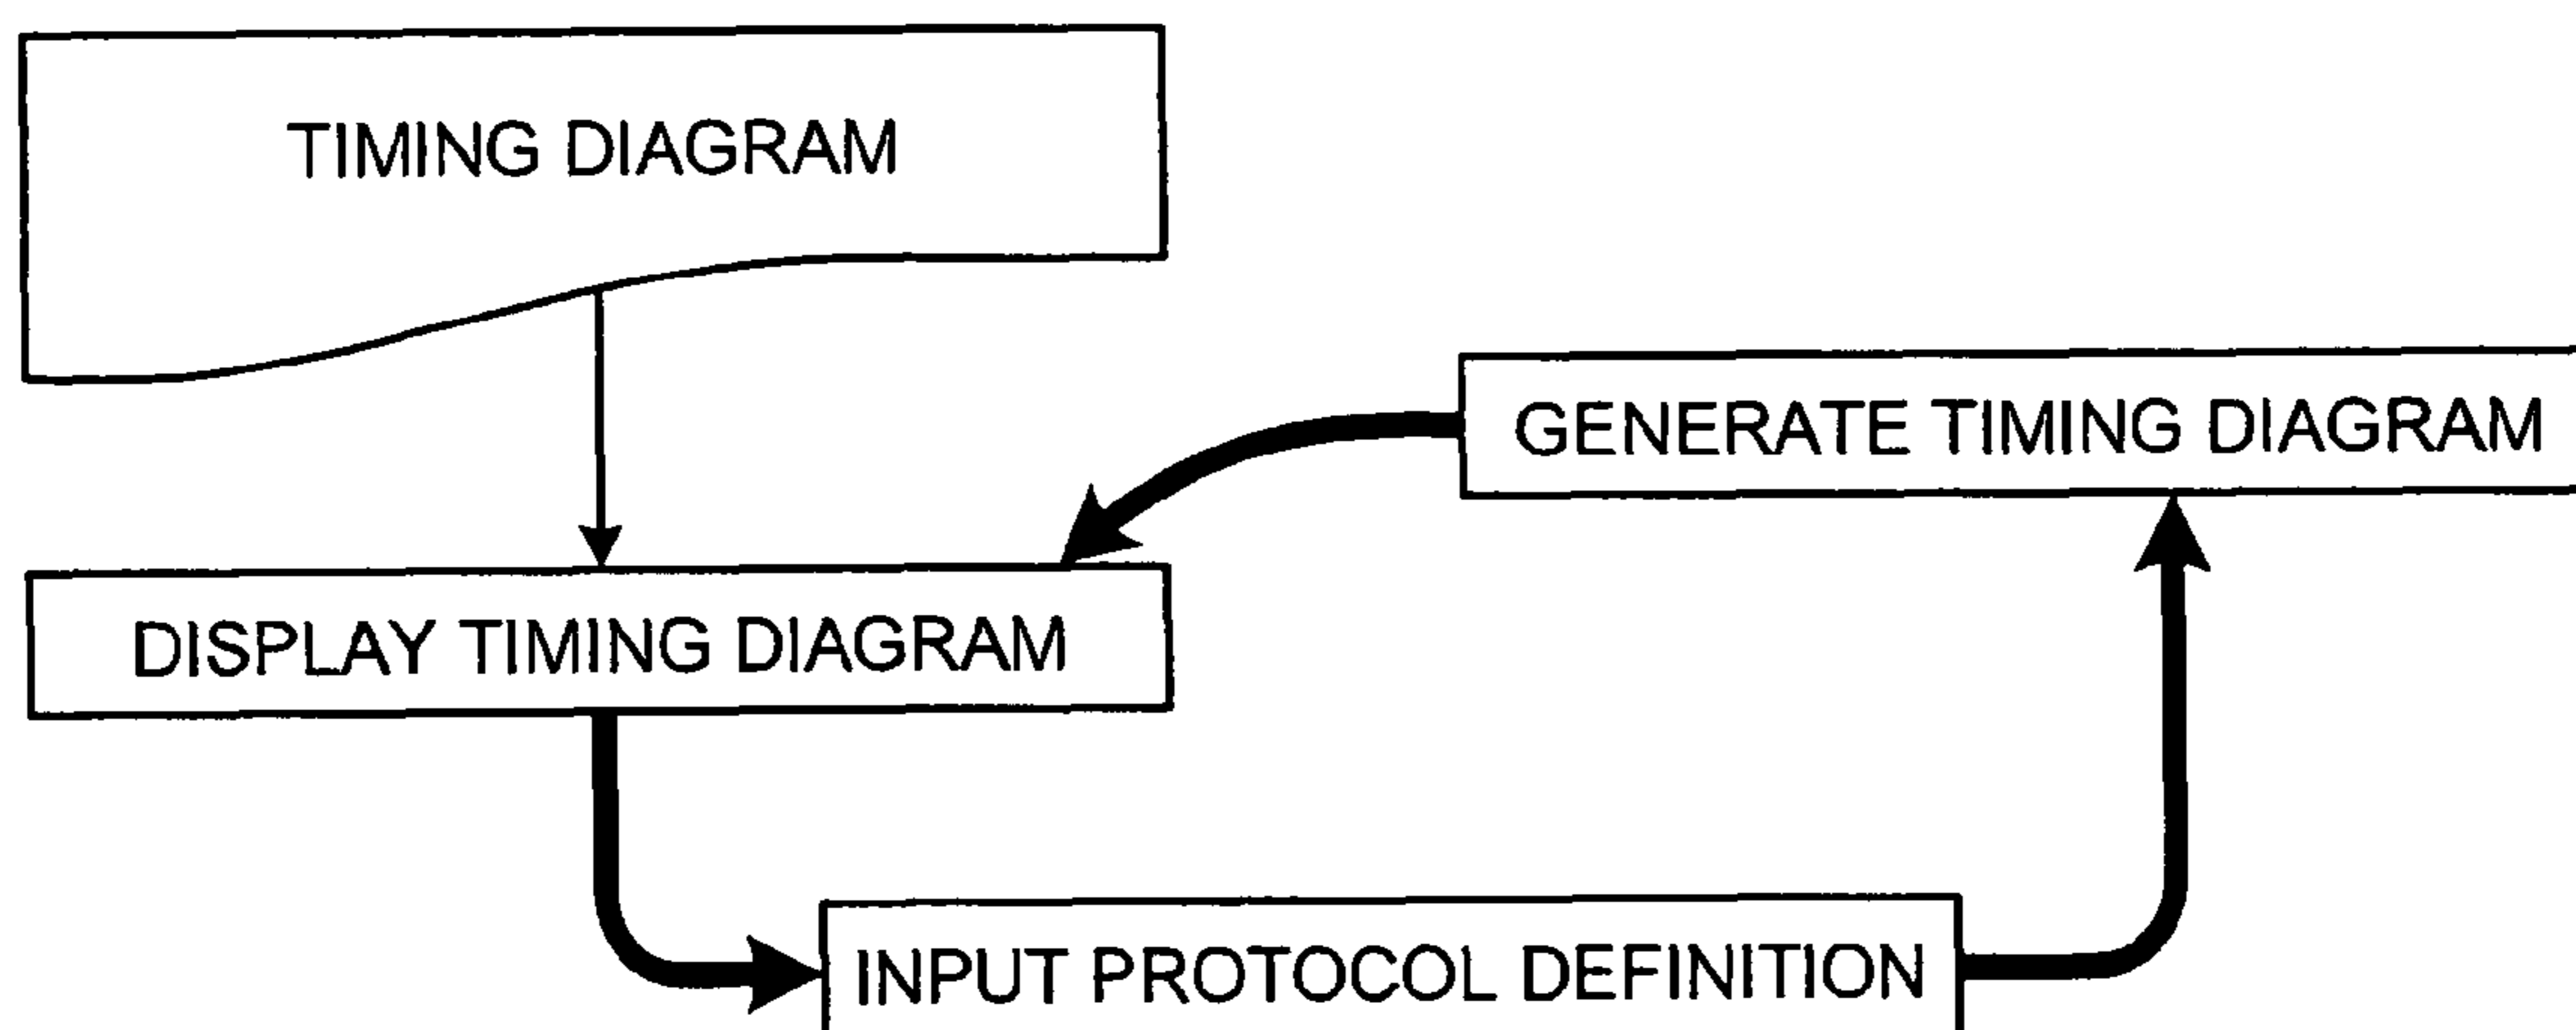 TIMING DIAGRAM
GENERATE TIMING DIAGRAM
DISPLAY TIMING DIAGRAM
INPUT PROTOCOL DEFINITION